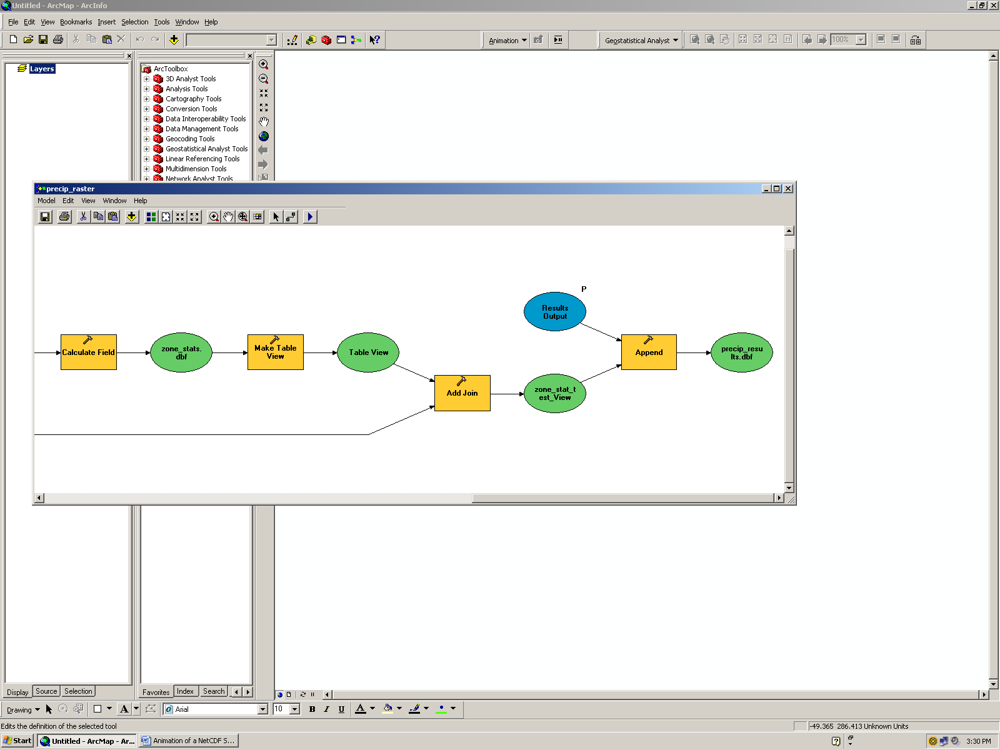 Untitled - ArcMap - ArcInfo
File Edit View Bookmarks Insert Selection Tools Window Help
Animation
Geostatistical Analyst
100%
Layers
ArcToolbox
3D Analyst Tools
Analysis Tools
Cartography Tools
Conversion Tools
Data Interoperability Tools
Data Management Tools
Geocoding Tools
Geostatistical Analyst Tools
Linear Referencing Tools
Multidimension Tools
Network Analyst Tools
precip_raster
Model Edit View Window Help
P
Results
Output
Calculate Field
zone_stats.
dbf
Make Table
View
Table View
Add Join
zone_stat_t
est_View
Append
precip_resu
lts.dbf
Display Source Selection
Favorites Index Search
Drawing
A
Arial
10
B I U A
Edits the definition of the selected tool
-49.365 286.413 Unknown Units
Start
Untitled - ArcMap - Ar...
Animation of a NetCDF S...
3:30 PM